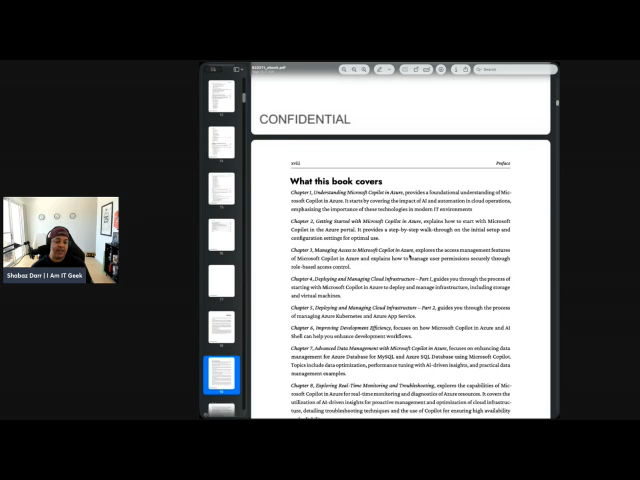 B22221_ebook.pdf
Search
CONFIDENTIAL
xviii Preface
What this book covers
Chapter 1, Understanding Microsoft Copilot in Azure, provides a foundational understanding of Mic-
rosoft Copilot in Azure. It starts by covering the impact of AI and automation in cloud operations,
emphasizing the importance of these technologies in modern IT environments
Chapter 2, Getting Started with Microsoft Copilot in Azure, explains how to start with Microsoft
Copilot in the Azure portal. It provides a step-by-step walk-through on the initial setup and
configuration settings for optimal use.
Chapter 3, Managing Access to Microsoft Copilot in Azure, explores the access management features
of Microsoft Copilot in Azure and explains how to manage user permissions securely through
role-based access control.
Chapter 4, Deploying and Managing Cloud Infrastructure – Part 1, guides you through the process of
starting with Microsoft Copilot in Azure to deploy and manage infrastructure, including storage
and virtual machines.
Chapter 5, Deploying and Managing Cloud Infrastructure – Part 2, guides you through the process
of managing Azure Kubernetes and Azure App Service.
Chapter 6, Improving Development Efficiency, focuses on how Microsoft Copilot in Azure and AI
Shell can help you enhance development workflows.
Chapter 7, Advanced Data Management with Microsoft Copilot in Azure, focuses on enhancing data
management for Azure Database for MySQL and Azure SQL Database using Microsoft Copilot.
Topics include data optimization, performance tuning with AI-driven insights, and practical data
management examples.
Chapter 8, Exploring Real-Time Monitoring and Troubleshooting, explores the capabilities of Mic-
rosoft Copilot in Azure for real-time monitoring and diagnostics of Azure resources. It covers the
utilization of AI-driven insights for proactive management and optimization of cloud infrastruc-
ture, detailing troubleshooting techniques and the use of Copilot for ensuring high availability
Shabaz Darr | I Am IT Geek